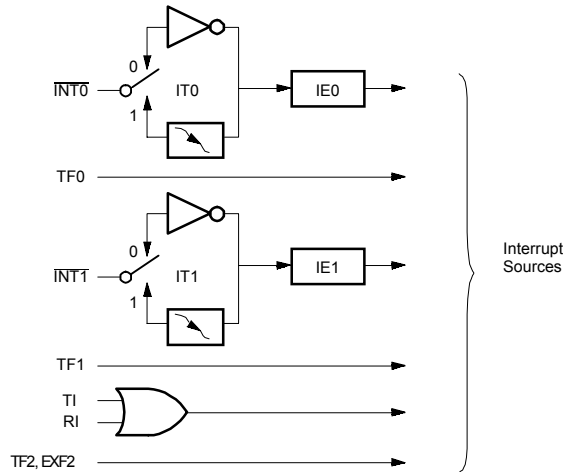 0
INT0
IT0
IE0
1
TF0
0
INT1
IT1
IE1
1
TF1
TI
RI
TF2, EXF2
Interrupt
Sources